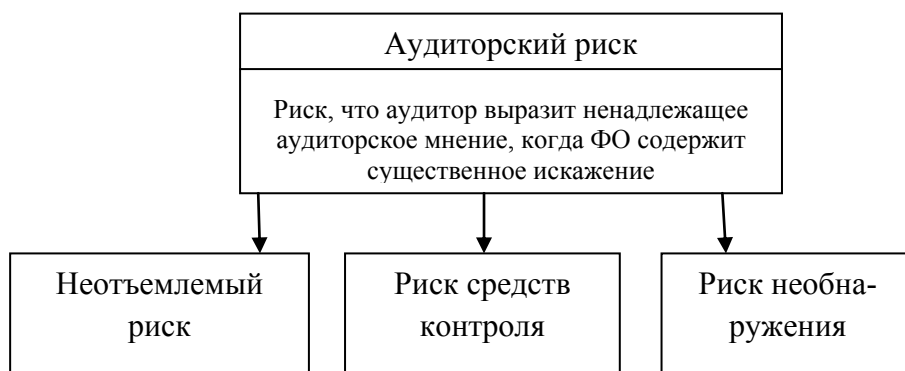 Аудиторский риск
Риск, что аудитор выразит ненадлежащее
аудиторское мнение, когда ФО содержит
существенное искажение
Неотъемлемый
риск
Риск средств
контроля
Риск необна-
ружения